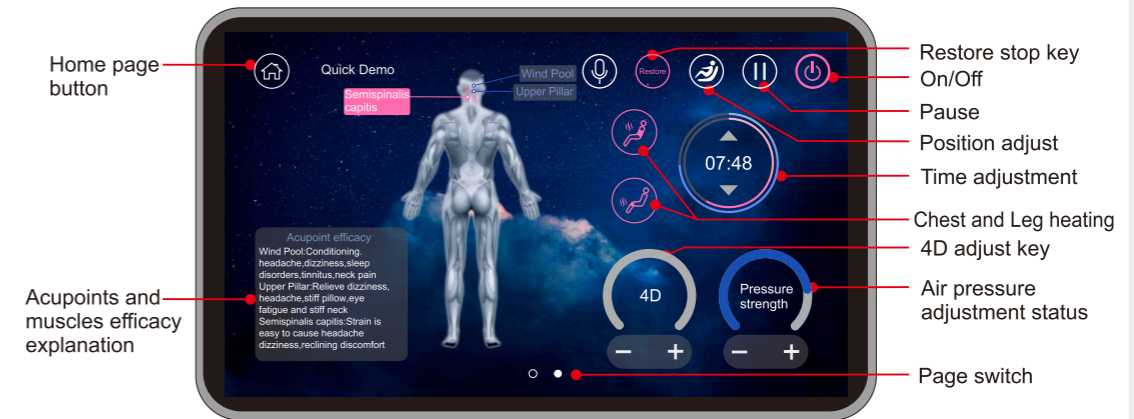 Home page
button
Quick Demo
Wind Pool
Upper Pillar
Semispinalis
capitis
Restore
07:48
Restore stop key
On/Off
Pause
Position adjust
Time adjustment
Chest and Leg heating
4D adjust key
Air pressure
adjustment status
Page switch
Acupoints and
muscles efficacy
explanation
Acupoint efficacy
Wind Pool:Conditioning.
headache,dizziness,sleep
disorders,tinnitus,neck pain
Upper Pillar:Relieve dizziness,
headache,stiff pillow,eye
fatigue and stiff neck
Semispinalis capitis:Strain is
easy to cause headache
dizziness,reclining discomfort
4D
− +
Pressure
strength
− +